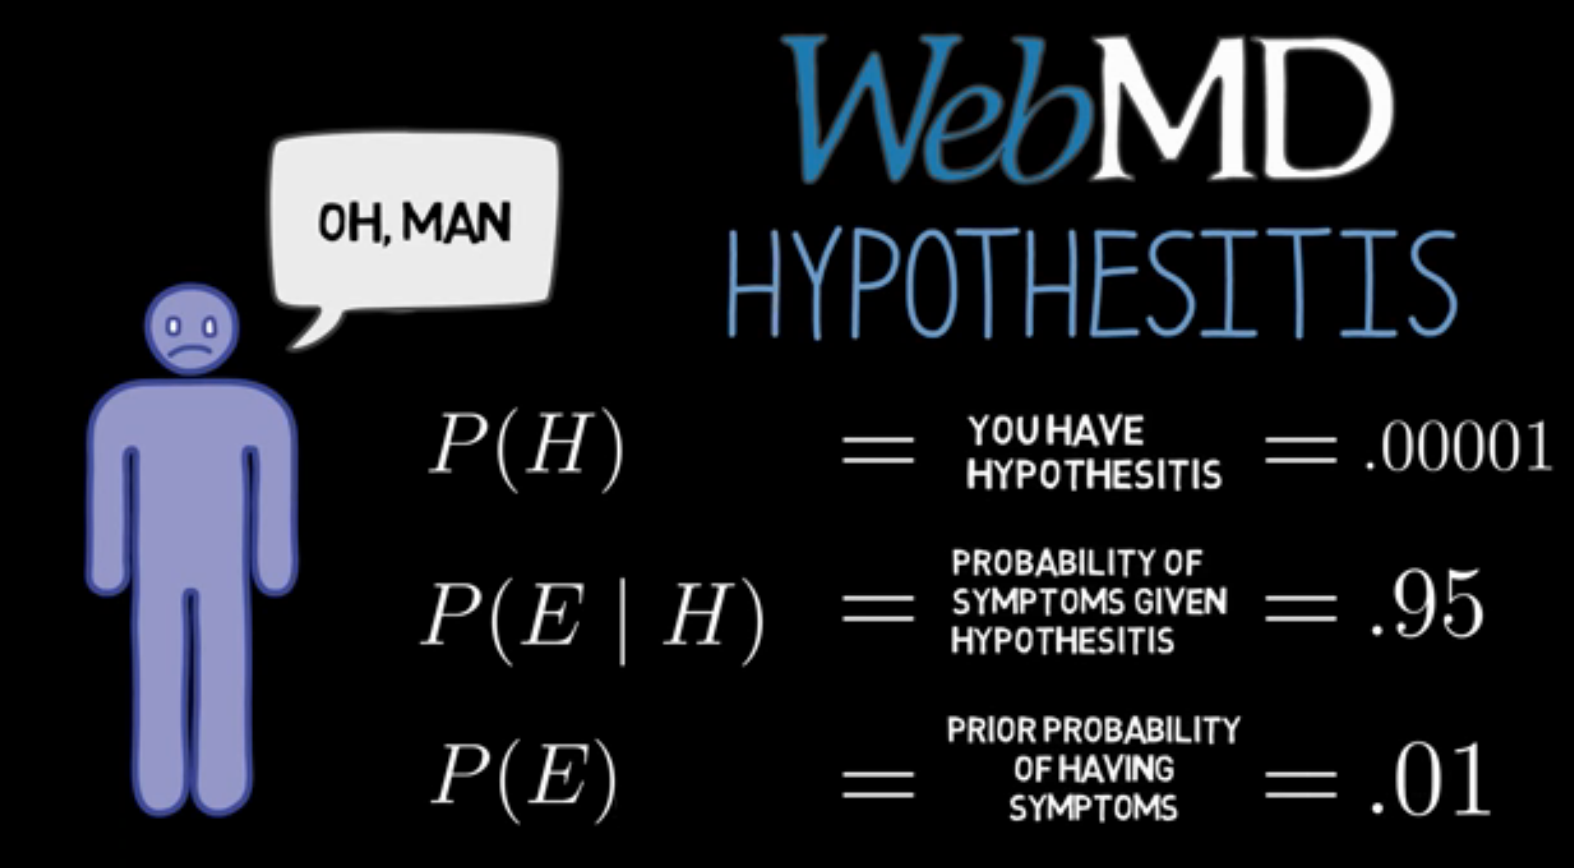 WebMD
HYPOTHESITIS
OH, MAN
P(H) = YOU HAVE HYPOTHESITIS = .00001
P(E | H) = PROBABILITY OF SYMPTOMS GIVEN HYPOTHESITIS = .95
P(E) = PRIOR PROBABILITY OF HAVING SYMPTOMS = .01